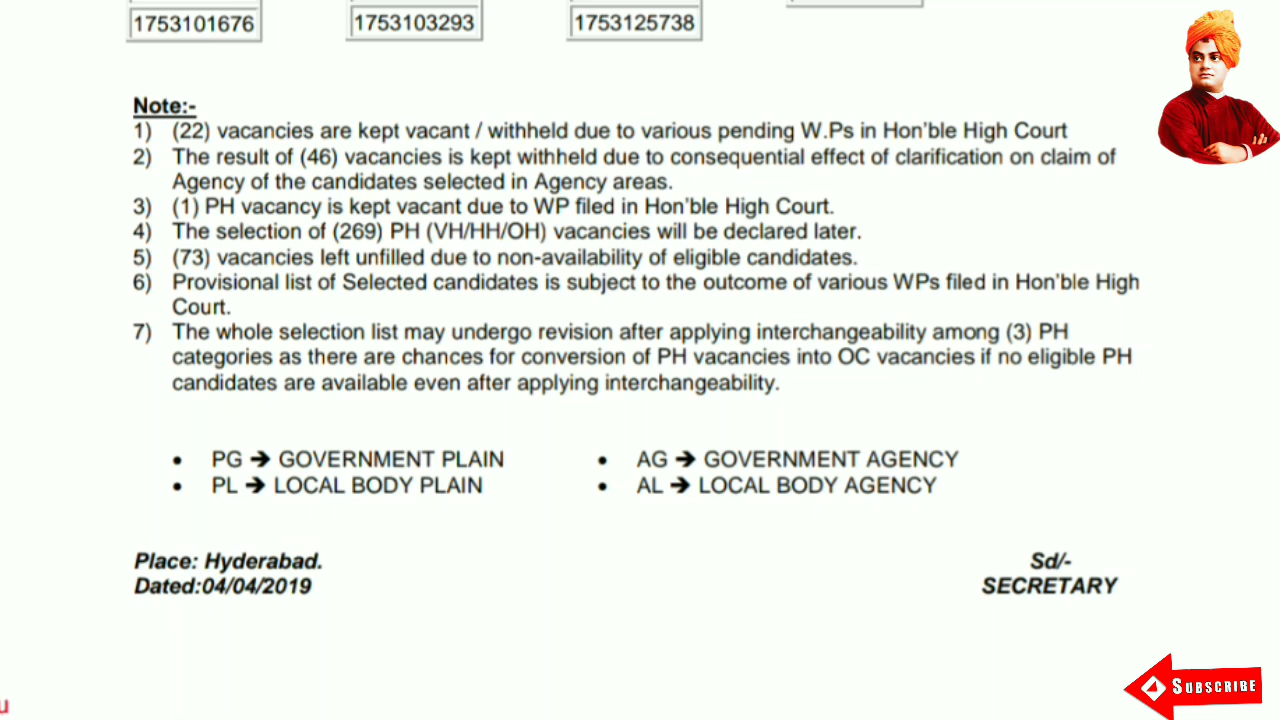 1753101676 1753103293 1753125738
Note:-
1) (22) vacancies are kept vacant / withheld due to various pending W.Ps in Hon'ble High Court
2) The result of (46) vacancies is kept withheld due to consequential effect of clarification on claim of
Agency of the candidates selected in Agency areas.
3) (1) PH vacancy is kept vacant due to WP filed in Hon'ble High Court.
4) The selection of (269) PH (VH/HH/OH) vacancies will be declared later.
5) (73) vacancies left unfilled due to non-availability of eligible candidates.
6) Provisional list of Selected candidates is subject to the outcome of various WPs filed in Hon'ble High
Court.
7) The whole selection list may undergo revision after applying interchangeability among (3) PH
categories as there are chances for conversion of PH vacancies into OC vacancies if no eligible PH
candidates are available even after applying interchangeability.
• PG ➔ GOVERNMENT PLAIN • AG ➔ GOVERNMENT AGENCY
• PL ➔ LOCAL BODY PLAIN • AL ➔ LOCAL BODY AGENCY
Place: Hyderabad. Sd/-
Dated:04/04/2019 SECRETARY
SUBSCRIBE
u